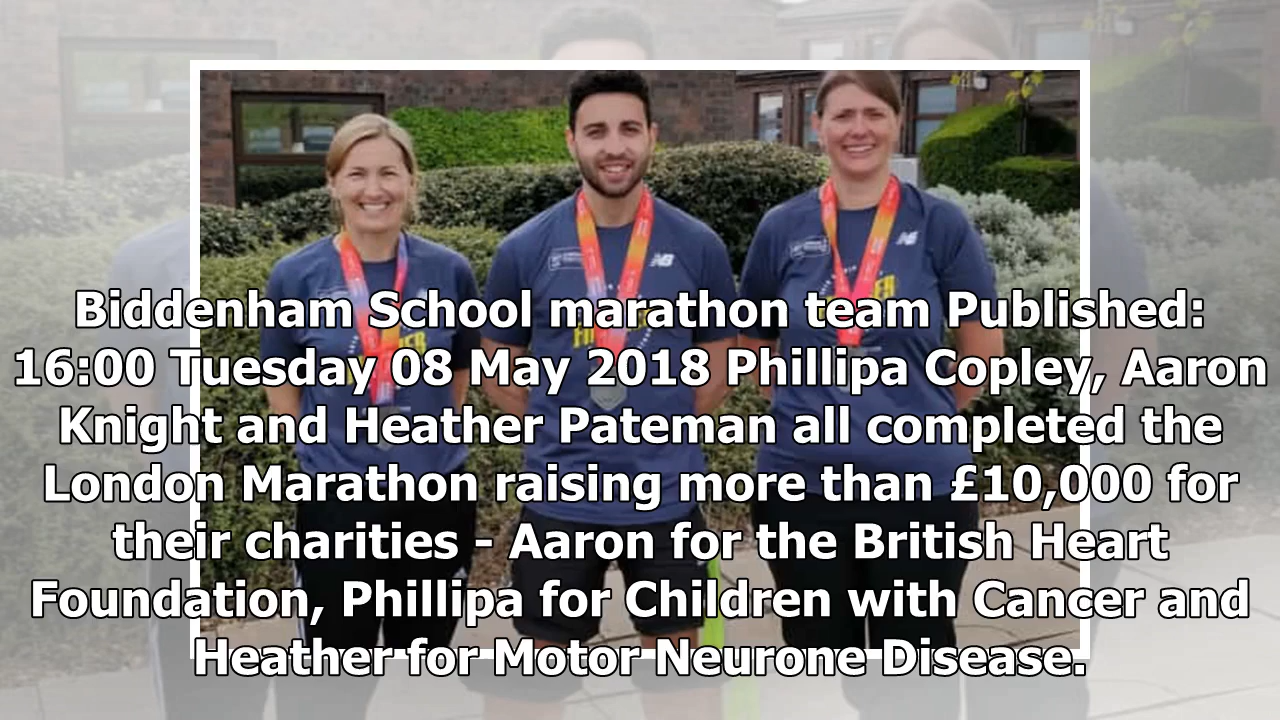 Biddenham School marathon team Published:
16:00 Tuesday 08 May 2018 Phillipa Copley, Aaron
Knight and Heather Pateman all completed the
London Marathon raising more than £10,000 for
their charities - Aaron for the British Heart
Foundation, Phillipa for Children with Cancer and
Heather for Motor Neurone Disease.